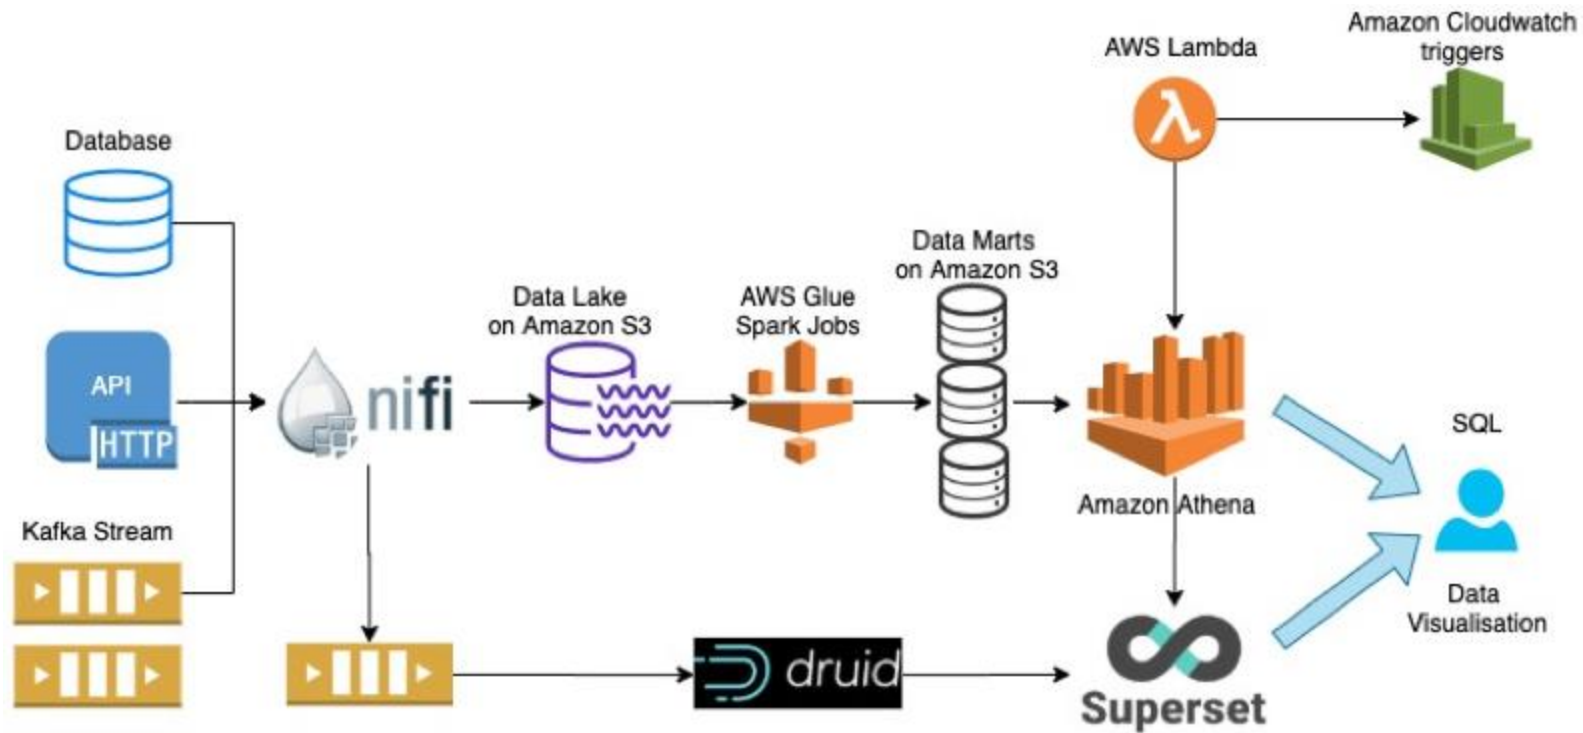 Amazon Cloudwatch
triggers
AWS Lambda
Database
Data Marts
on Amazon S3
Data Lake
on Amazon S3
AWS Glue
Spark Jobs
API
HTTP
nifi
SQL
Amazon Athena
Kafka Stream
Data
Visualisation
druid
Superset